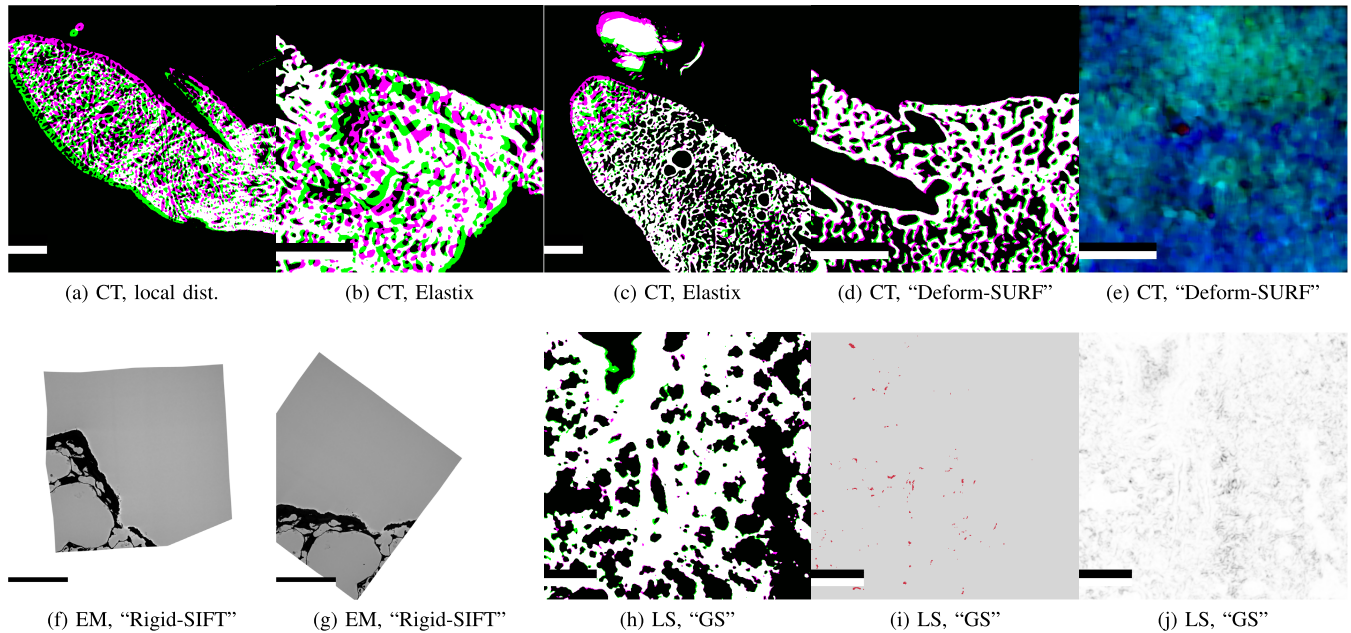 (a) CT, local dist.
(b) CT, Elastix
(c) CT, Elastix
(d) CT, “Deform-SURF”
(e) CT, “Deform-SURF”
(f) EM, “Rigid-SIFT”
(g) EM, “Rigid-SIFT”
(h) LS, “GS”
(i) LS, “GS”
(j) LS, “GS”